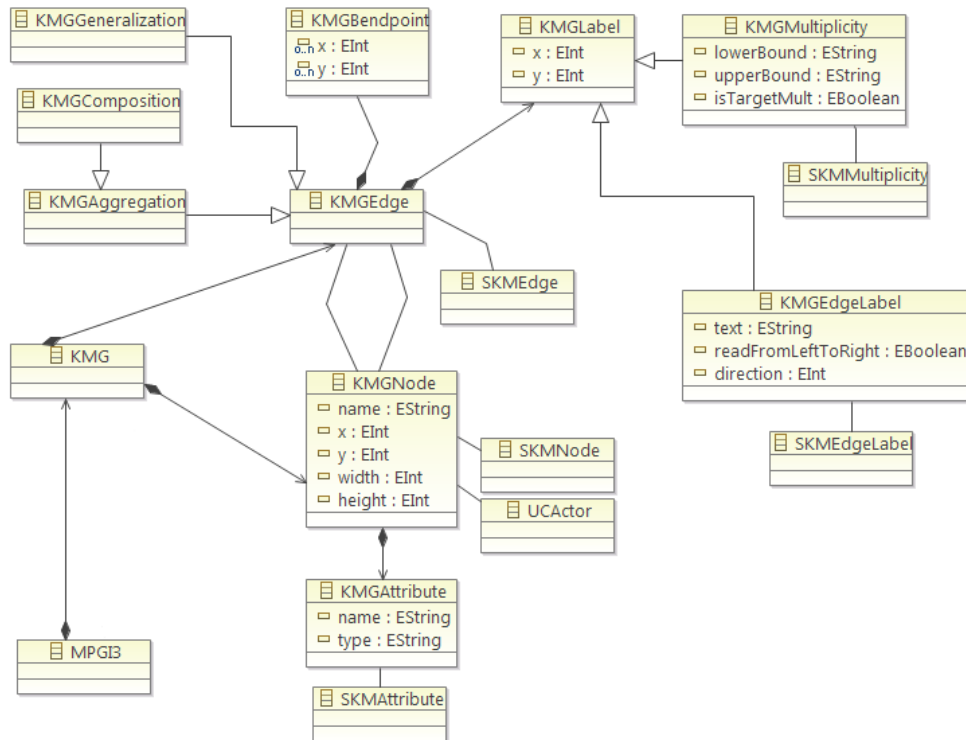 KMGGeneralization
KMGBendpoint
0..n x : EInt
0..n y : EInt
KMGLabel
x : EInt
y : EInt
KMGMultiplicity
lowerBound : EString
upperBound : EString
isTargetMult : EBoolean
KMGComposition
SKMMultiplicity
KMGAggregation
KMGEdge
SKMEdge
KMGEdgeLabel
text : EString
readFromLeftToRight : EBoolean
direction : EInt
KMG
KMGNode
name : EString
x : EInt
y : EInt
width : EInt
height : EInt
SKMNode
SKMEdgeLabel
UCActor
KMGAttribute
name : EString
type : EString
MPGI3
SKMAttribute